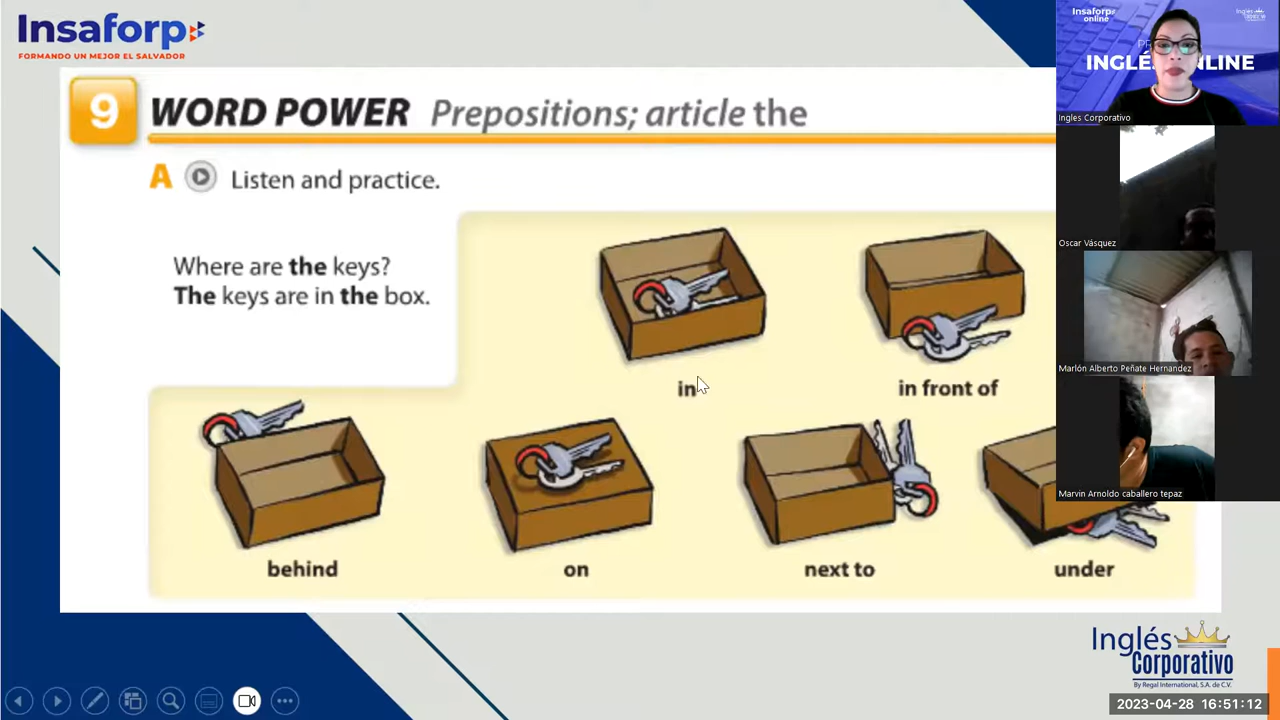 Insaforp
FORMANDO UN MEJOR EL SALVADOR
9 WORD POWER Prepositions; article the
A Listen and practice.
Where are the keys?
The keys are in the box.
in
in front of
behind
on
next to
under
Insaforp
online
INGLÉS ONLINE
Ingles Corporativo
Oscar Vásquez
Marlón Alberto Peñate Hernandez
Marvin Arnoldo caballero tepaz
Inglés
Corporativo
By Regal International, S.A. de C.V.
2023-04-28 16:51:12